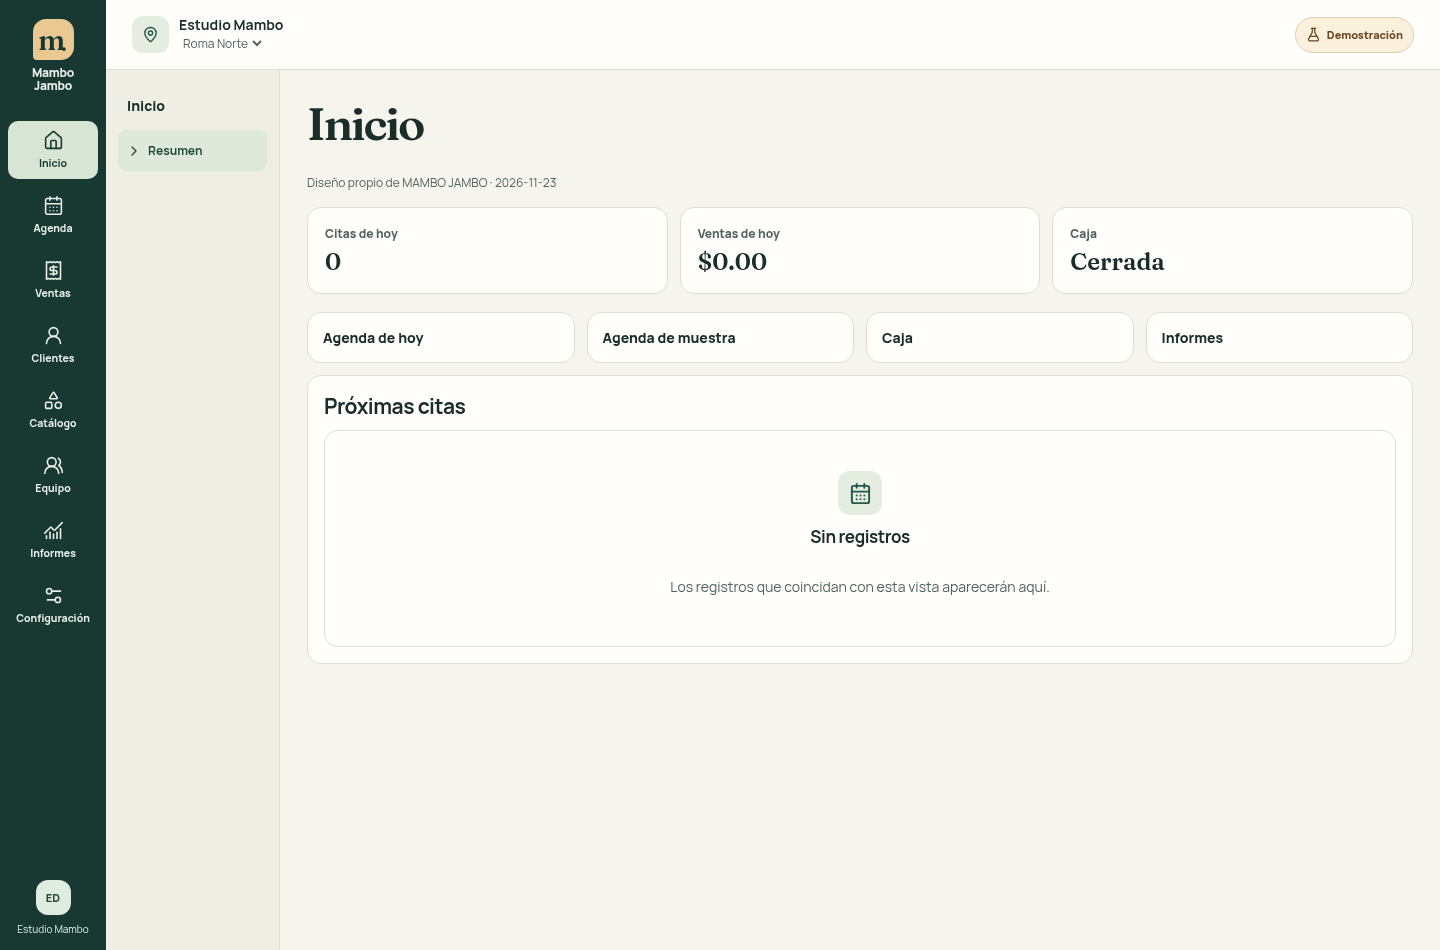 m.
Mambo
Jambo
Inicio
Agenda
Ventas
Clientes
Catálogo
Equipo
Informes
Configuración
ED
Estudio Mambo
Estudio Mambo
Roma Norte
Demostración
Inicio
Resumen
Inicio
Diseño propio de MAMBO JAMBO · 2026-11-23
Citas de hoy
0
Ventas de hoy
$0.00
Caja
Cerrada
Agenda de hoy
Agenda de muestra
Caja
Informes
Próximas citas
Sin registros
Los registros que coincidan con esta vista aparecerán aquí.